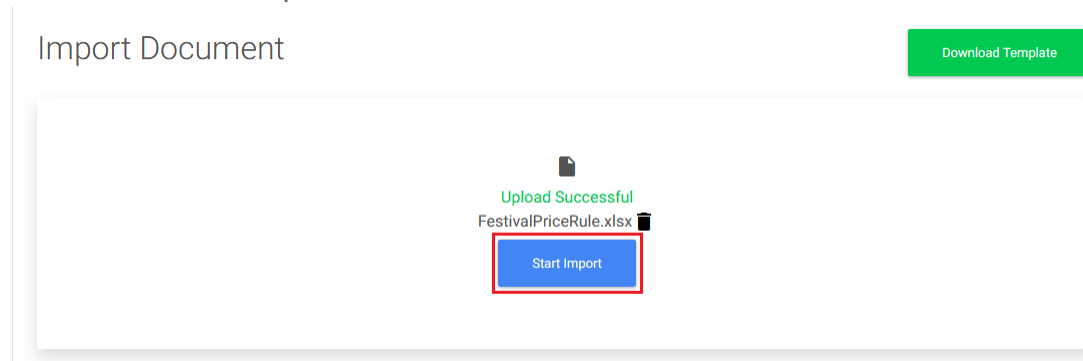 Import Document
Download Template
Upload Successful
FestivalPriceRule.xlsx
Start Import